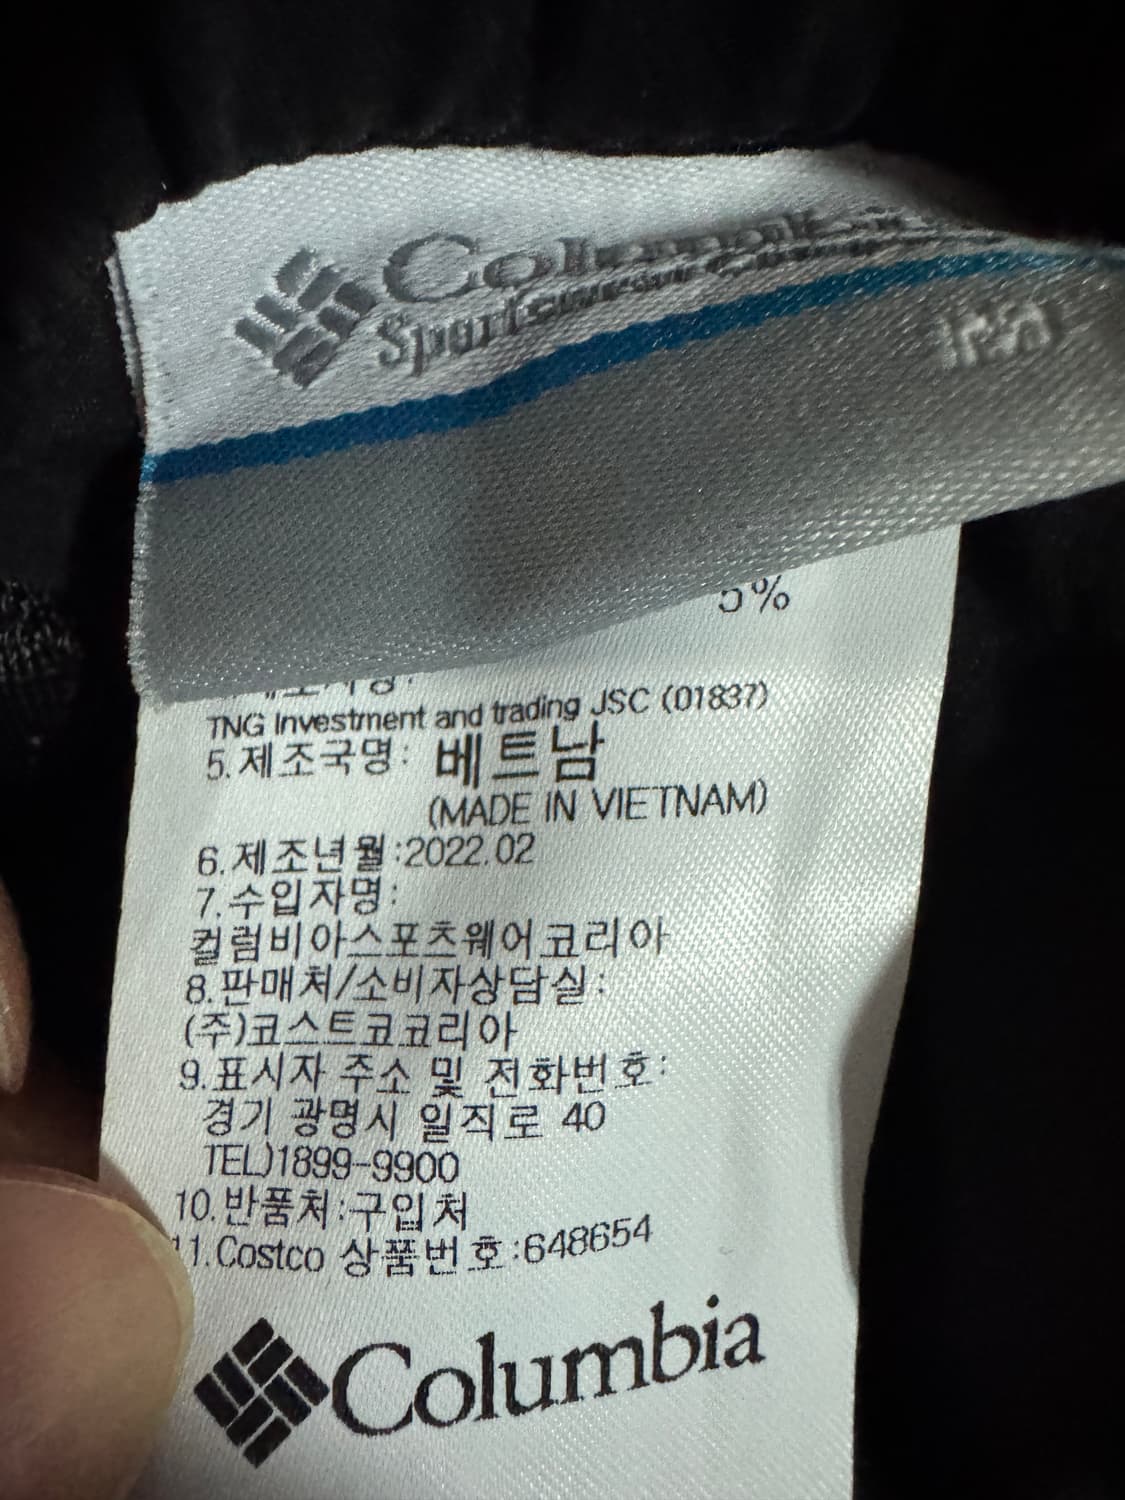 Columbia
Sportswear Company
5%
TNG Investment and trading JSC (01837)
5.제조국명: 베트남
(MADE IN VIETNAM)
6.제조년월:2022.02
7.수입자명:
컬럼비아스포츠웨어코리아
8.판매처/소비자상담실:
(주)코스트코코리아
9.표시자 주소 및 전화번호:
경기 광명시 일직로 40
TEL)1899-9900
10.반품처:구입처
11.Costco 상품번호:648654
Columbia